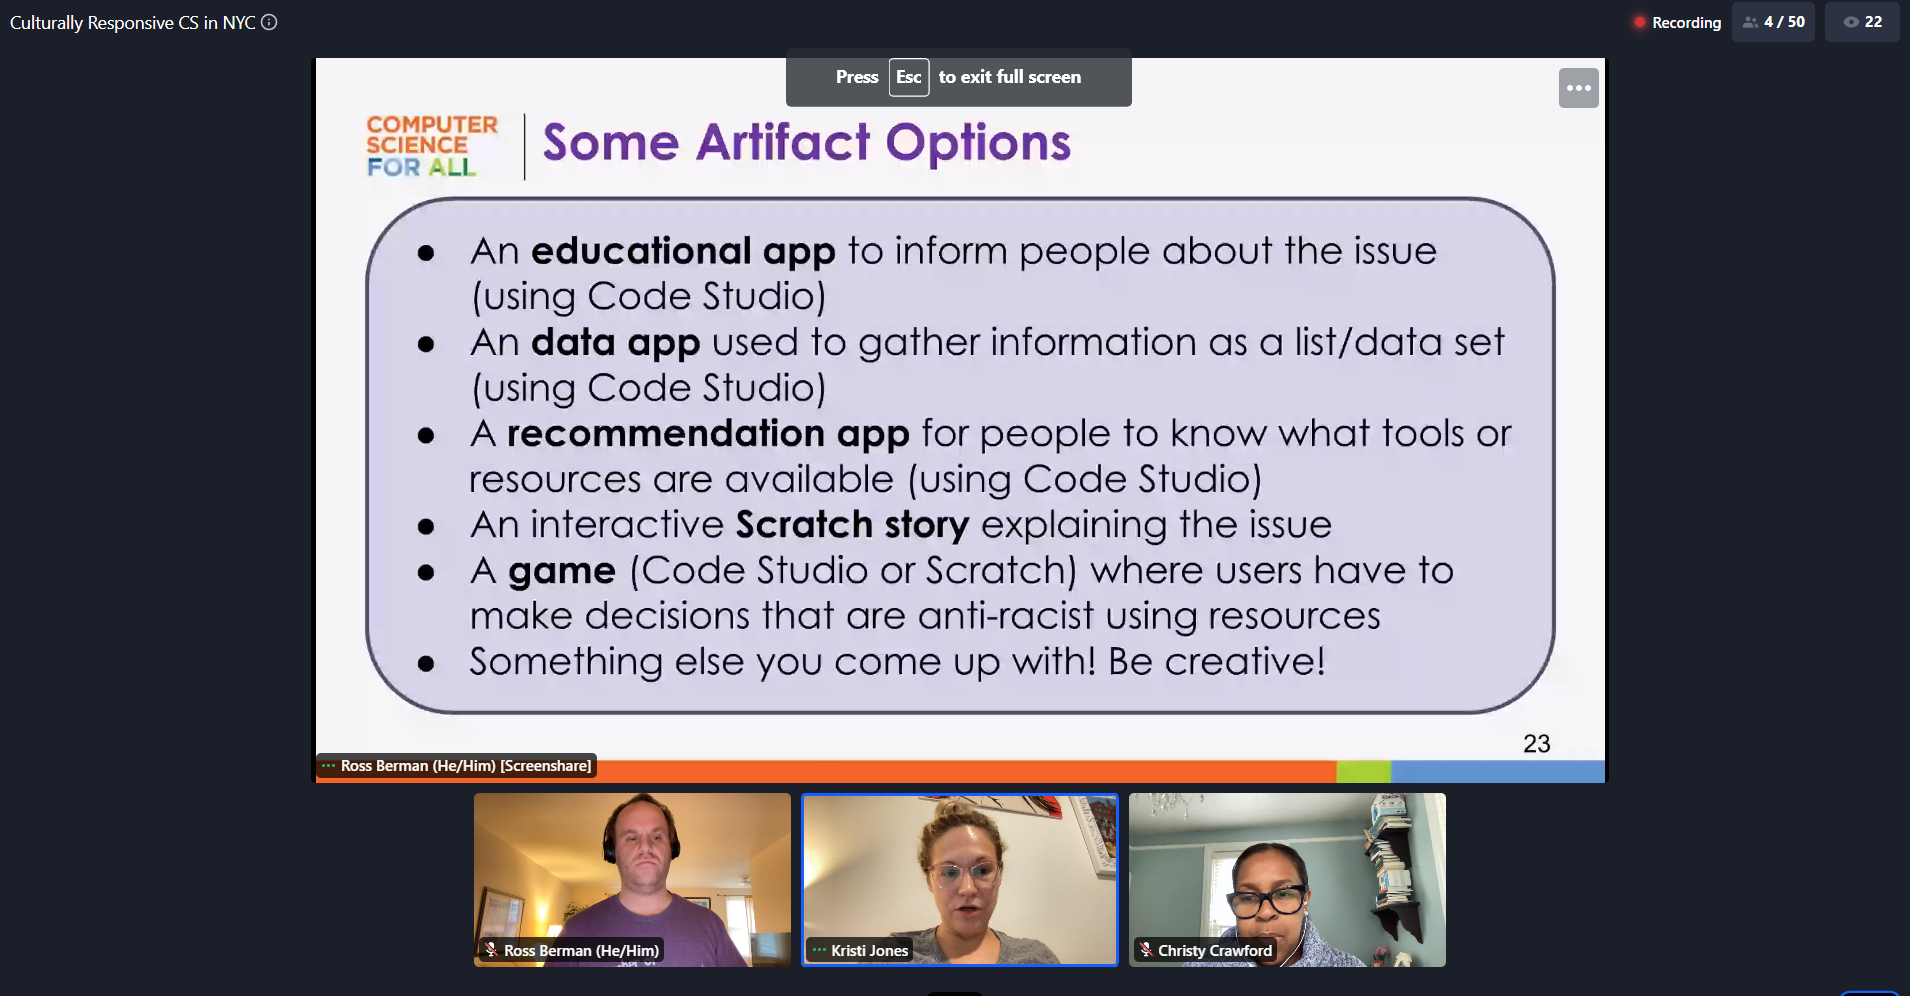 Culturally Responsive CS in NYC
Recording
4 / 50
22
Press Esc to exit full screen
COMPUTER
SCIENCE
FOR ALL
Some Artifact Options
● An educational app to inform people about the issue
(using Code Studio)
● An data app used to gather information as a list/data set
(using Code Studio)
● A recommendation app for people to know what tools or
resources are available (using Code Studio)
● An interactive Scratch story explaining the issue
● A game (Code Studio or Scratch) where users have to
make decisions that are anti-racist using resources
● Something else you come up with! Be creative!
23
Ross Berman (He/Him) [Screenshare]
Ross Berman (He/Him)
Kristi Jones
Christy Crawford